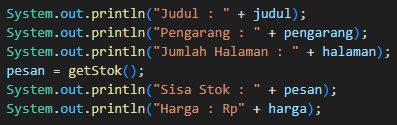 System.out.println("Judul : " + judul);
System.out.println("Pengarang : " + pengarang);
System.out.println("Jumlah Halaman : " + halaman);
pesan = getStok();
System.out.println("Sisa Stok : " + pesan);
System.out.println("Harga : Rp" + harga);